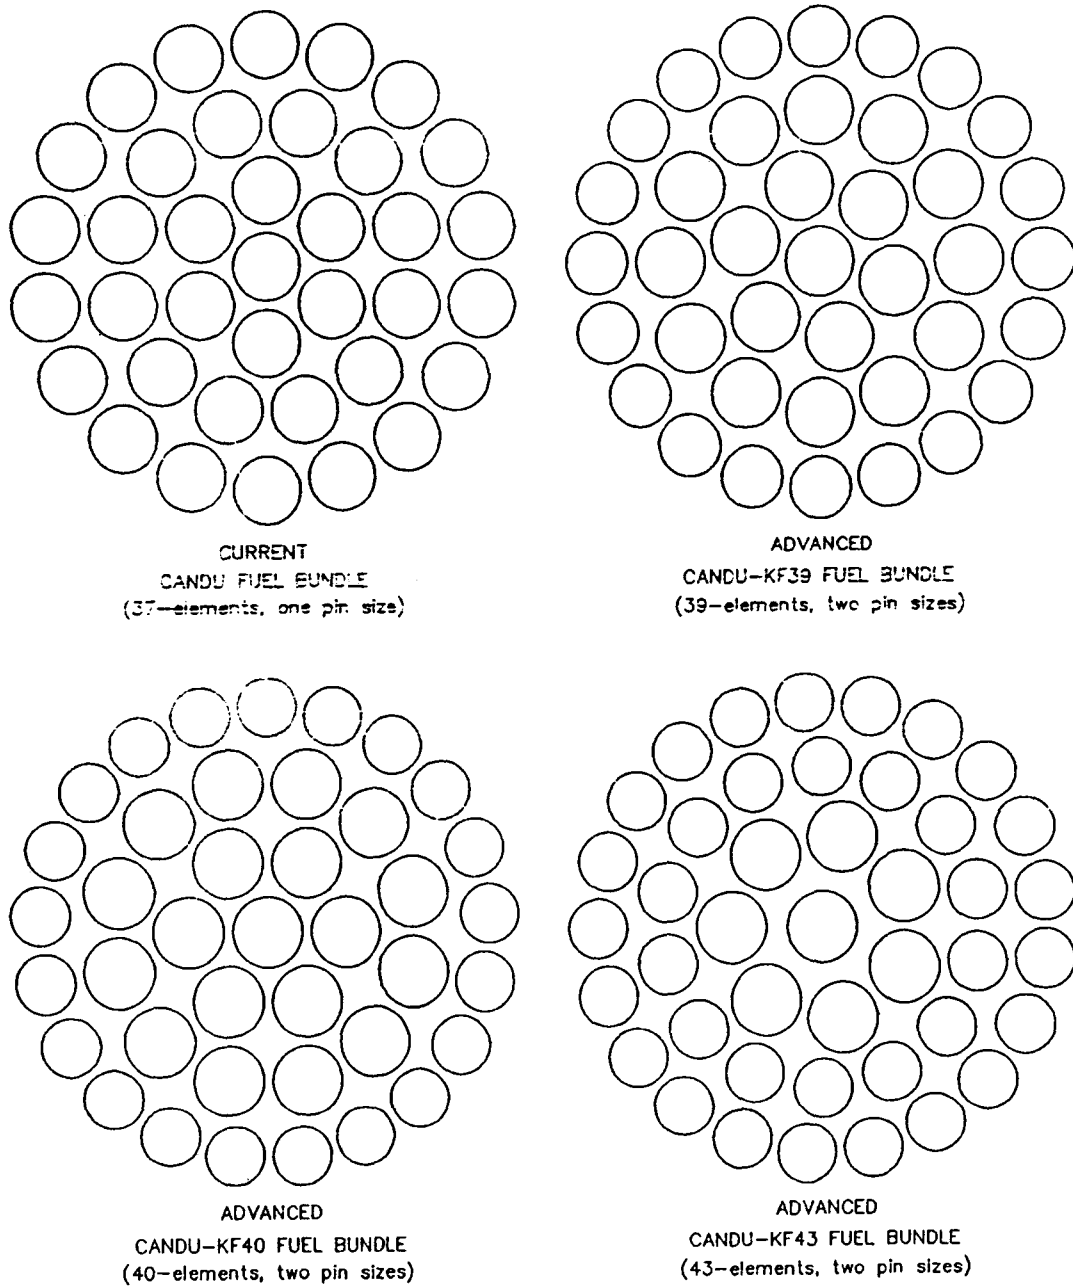 CURRENT
CANDU FUEL BUNDLE
(37-elements, one pin size)
ADVANCED
CANDU-KF39 FUEL BUNDLE
(39-elements, two pin sizes)
ADVANCED
CANDU-KF40 FUEL BUNDLE
(40-elements, two pin sizes)
ADVANCED
CANDU-KF43 FUEL BUNDLE
(43-elements, two pin sizes)